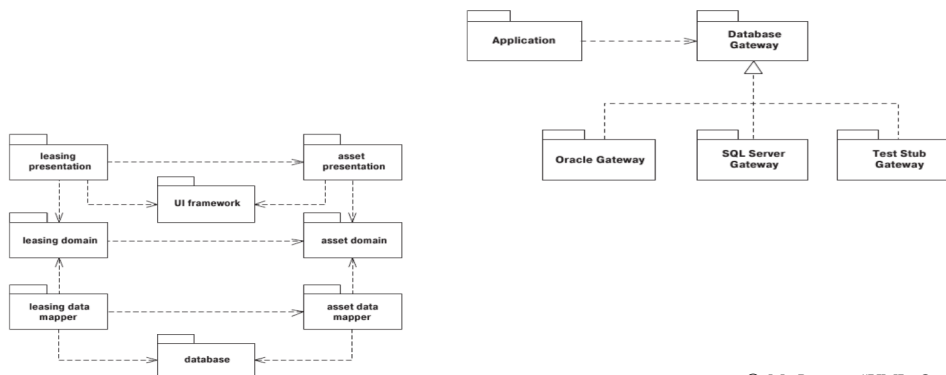 Application
Database
Gateway
Oracle Gateway
SQL Server
Gateway
Test Stub
Gateway
leasing
presentation
asset
presentation
UI framework
leasing domain
asset domain
leasing data
mapper
asset data
mapper
database